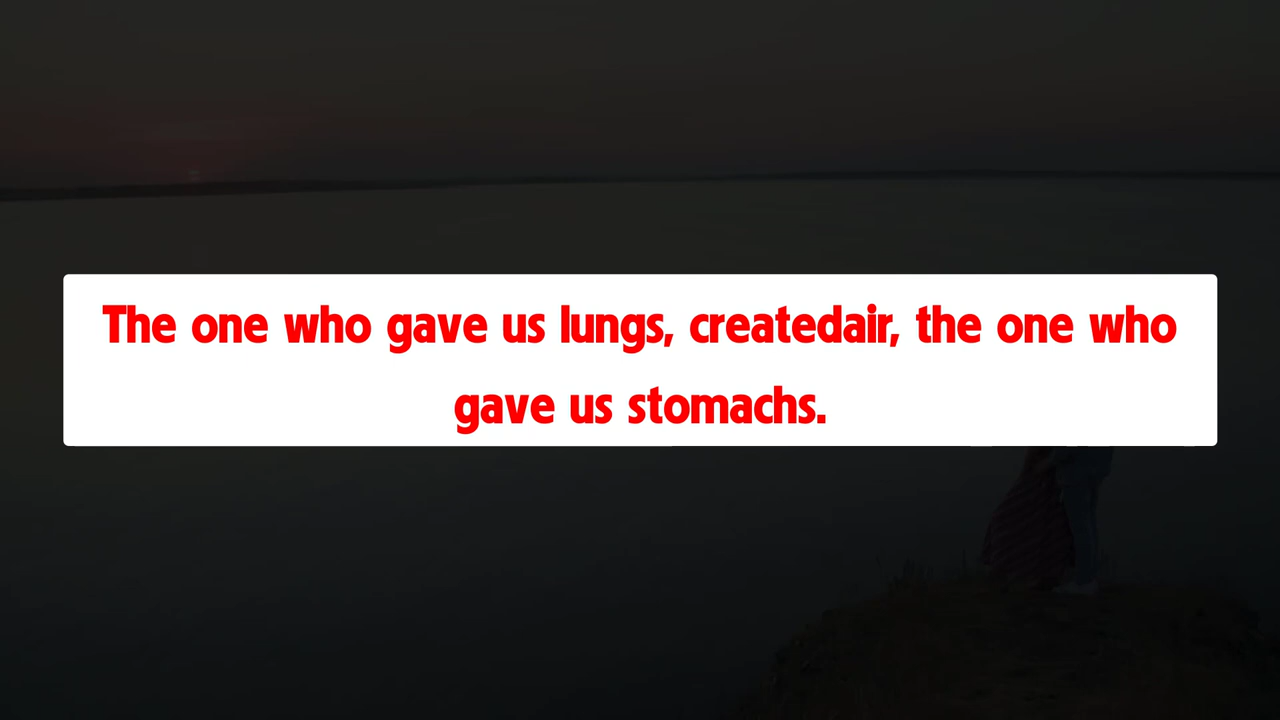 The one who gave us lungs, createdair, the one who
gave us stomachs.